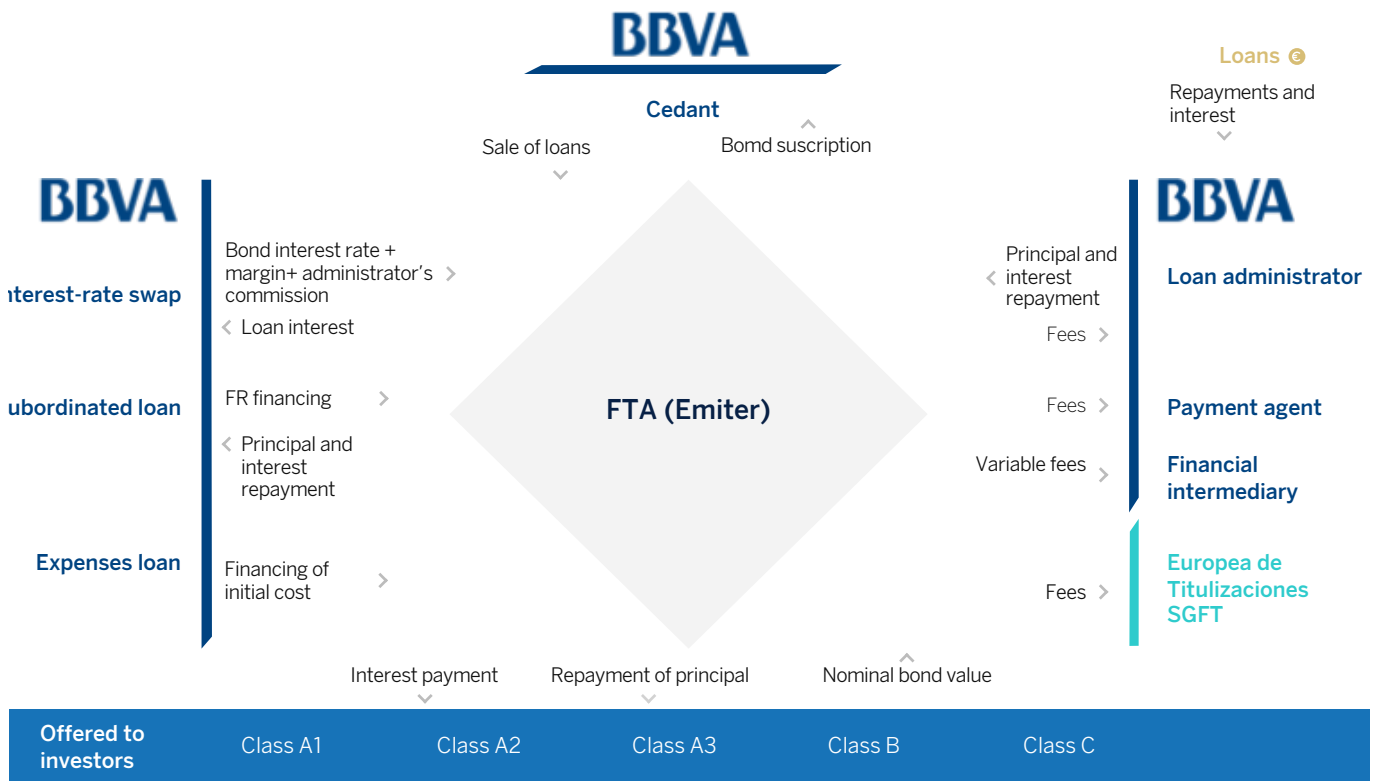 BBVA
Loans €
Cedant
Repayments and
interest
Sale of loans
Bomd suscription
BBVA
BBVA
Bond interest rate +
margin+ administrator's
commission
nterest-rate swap
Loan interest
Principal and
interest
repayment
Loan administrator
Fees
ubordinated loan
FR financing
FTA (Emiter)
Fees
Payment agent
Principal and
interest
repayment
Variable fees
Financial
intermediary
Expenses loan
Financing of
initial cost
Fees
Europea de
Titulizaciones
SGFT
Interest payment
Repayment of principal
Nominal bond value
Offered to
investors
Class A1
Class A2
Class A3
Class B
Class C